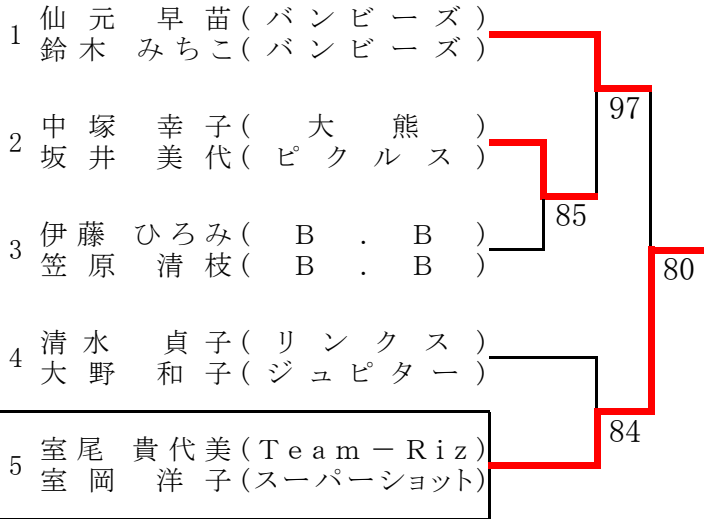 1 仙元 早苗(バンビーズ)
鈴木 みちこ(バンビーズ)
97
2 中塚 幸子(大熊)
坂井 美代(ピクルス)
85
3 伊藤 ひろみ(B.B)
笠原 清枝(B.B)
80
4 清水 貞子(リンクス)
大野 和子(ジュピター)
84
5 室尾 貴代美(Team-Riz)
室岡 洋子(スーパーショット)